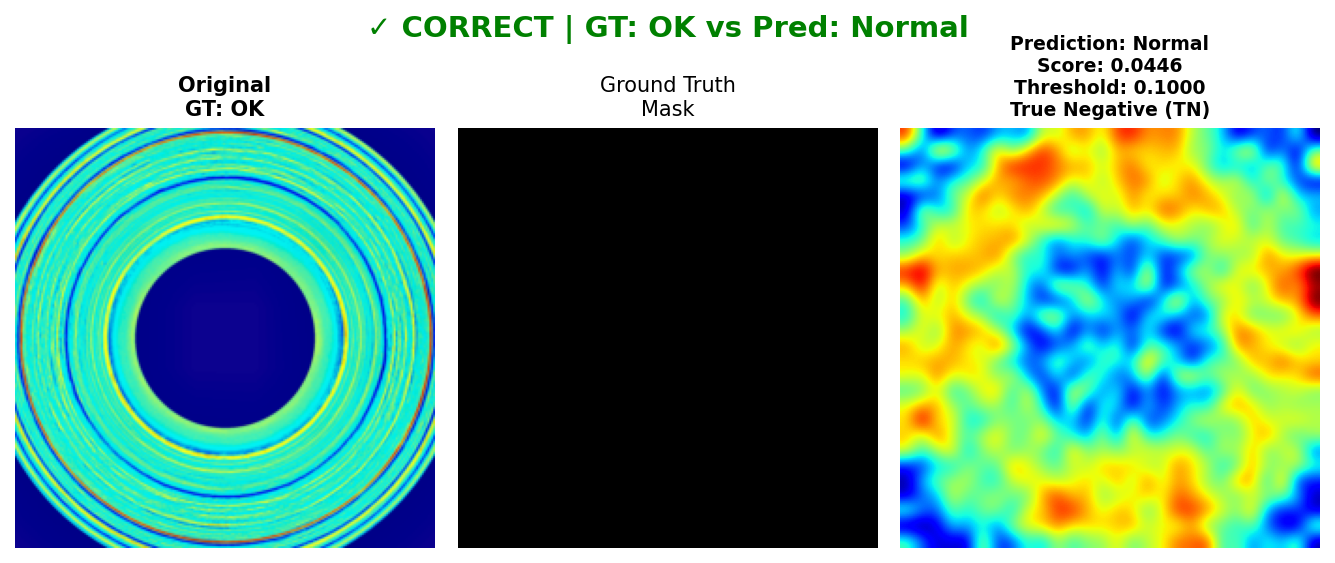 ✓ CORRECT | GT: OK vs Pred: Normal
Original
GT: OK
Ground Truth
Mask
Prediction: Normal
Score: 0.0446
Threshold: 0.1000
True Negative (TN)